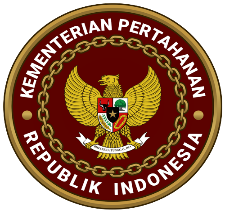 KEMENTERIAN PERTAHANAN
REPUBLIK INDONESIA